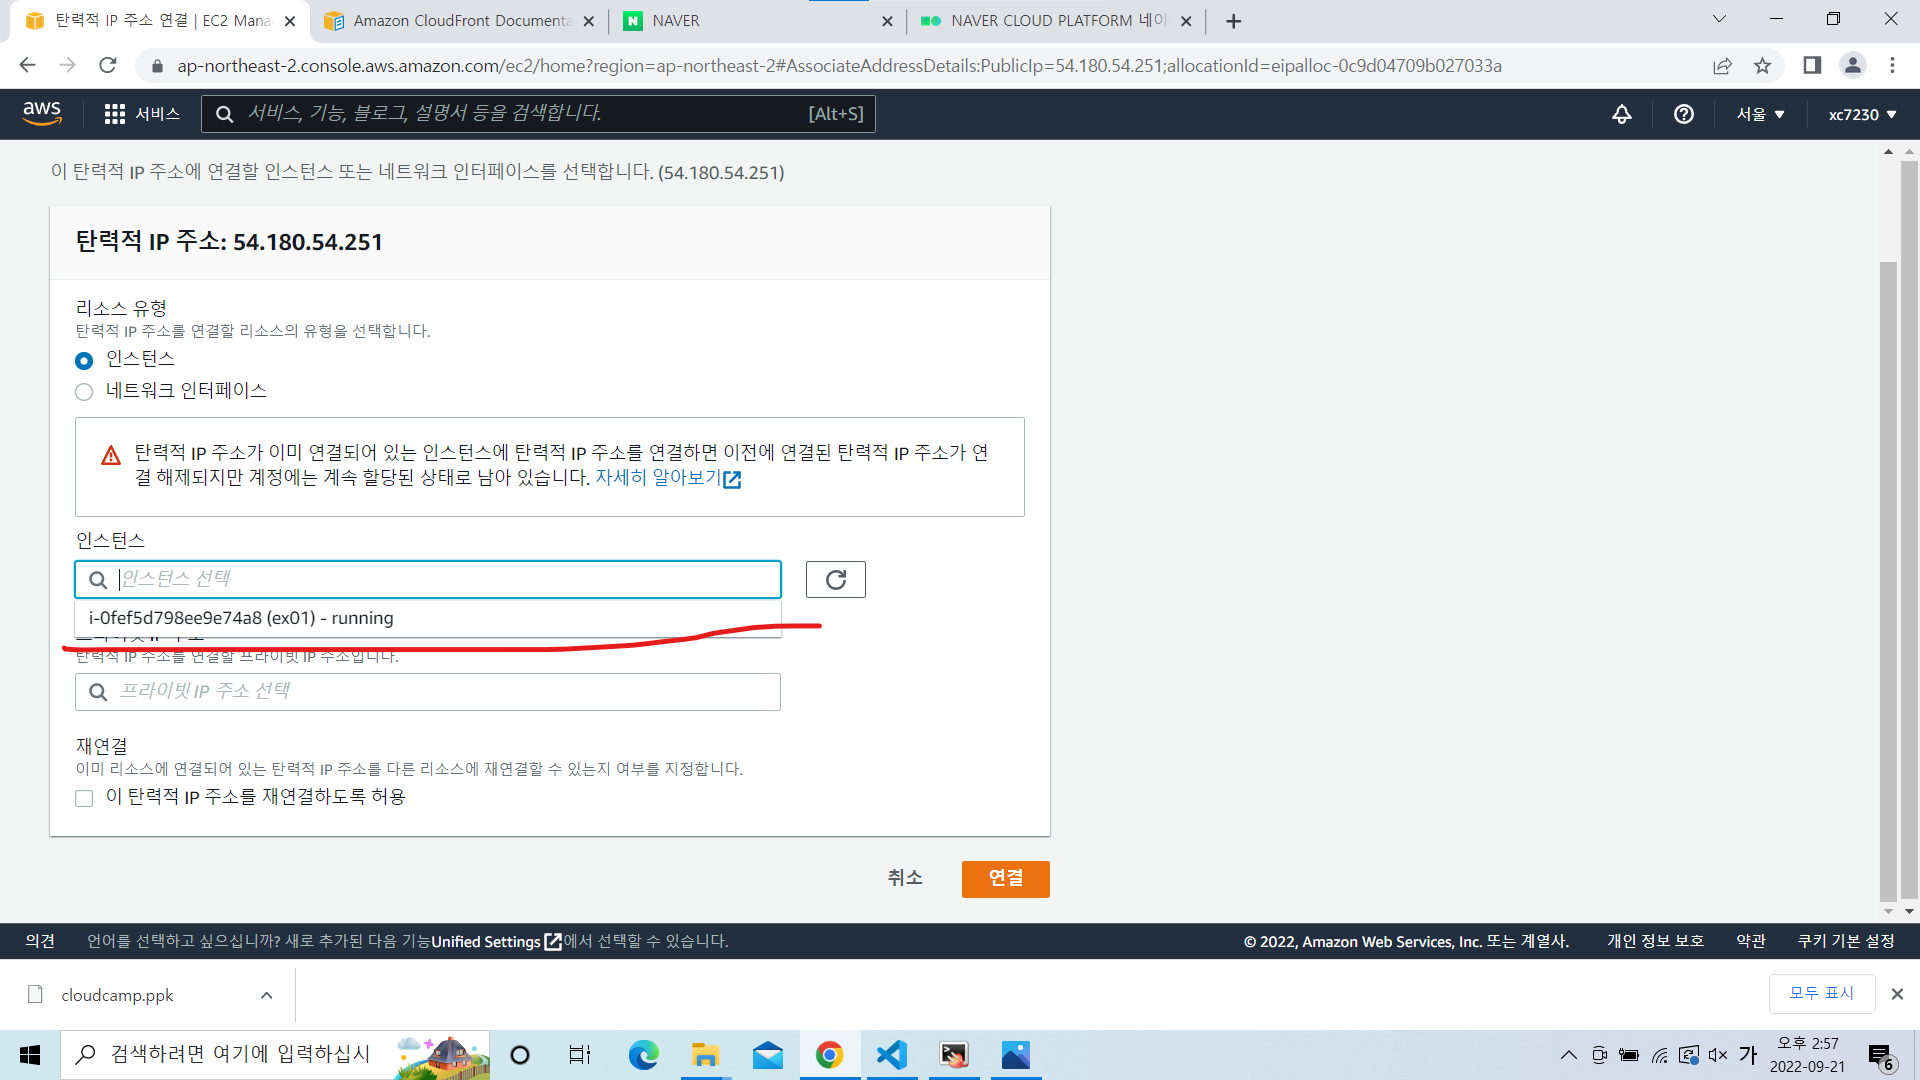 탄력적 IP 주소 연결 | EC2 Mana
Amazon CloudFront Documenta
NAVER
NAVER CLOUD PLATFORM 네이
ap-northeast-2.console.aws.amazon.com/ec2/home?region=ap-northeast-2#AssociateAddressDetails:PublicIp=54.180.54.251;allocationId=eipalloc-0c9d04709b027033a
aws
서비스
서비스, 기능, 블로그, 설명서 등을 검색합니다.
[Alt+S]
서울
xc7230
이 탄력적 IP 주소에 연결할 인스턴스 또는 네트워크 인터페이스를 선택합니다. (54.180.54.251)
탄력적 IP 주소: 54.180.54.251
리소스 유형
탄력적 IP 주소를 연결할 리소스의 유형을 선택합니다.
인스턴스
네트워크 인터페이스
탄력적 IP 주소가 이미 연결되어 있는 인스턴스에 탄력적 IP 주소를 연결하면 이전에 연결된 탄력적 IP 주소가 연
결 해제되지만 계정에는 계속 할당된 상태로 남아 있습니다. 자세히 알아보기
인스턴스
인스턴스 선택
i-0fef5d798ee9e74a8 (ex01) - running
프라이빗 IP 주소
탄력적 IP 주소를 연결할 프라이빗 IP 주소입니다.
프라이빗 IP 주소 선택
재연결
이미 리소스에 연결되어 있는 탄력적 IP 주소를 다른 리소스에 재연결할 수 있는지 여부를 지정합니다.
이 탄력적 IP 주소를 재연결하도록 허용
취소
연결
의견
언어를 선택하고 싶으십니까? 새로 추가된 다음 기능Unified Settings에서 선택할 수 있습니다.
© 2022, Amazon Web Services, Inc. 또는 계열사.
개인 정보 보호
약관
쿠키 기본 설정
cloudcamp.ppk
모두 표시
검색하려면 여기에 입력하십시
가
오후 2:57
2022-09-21
6